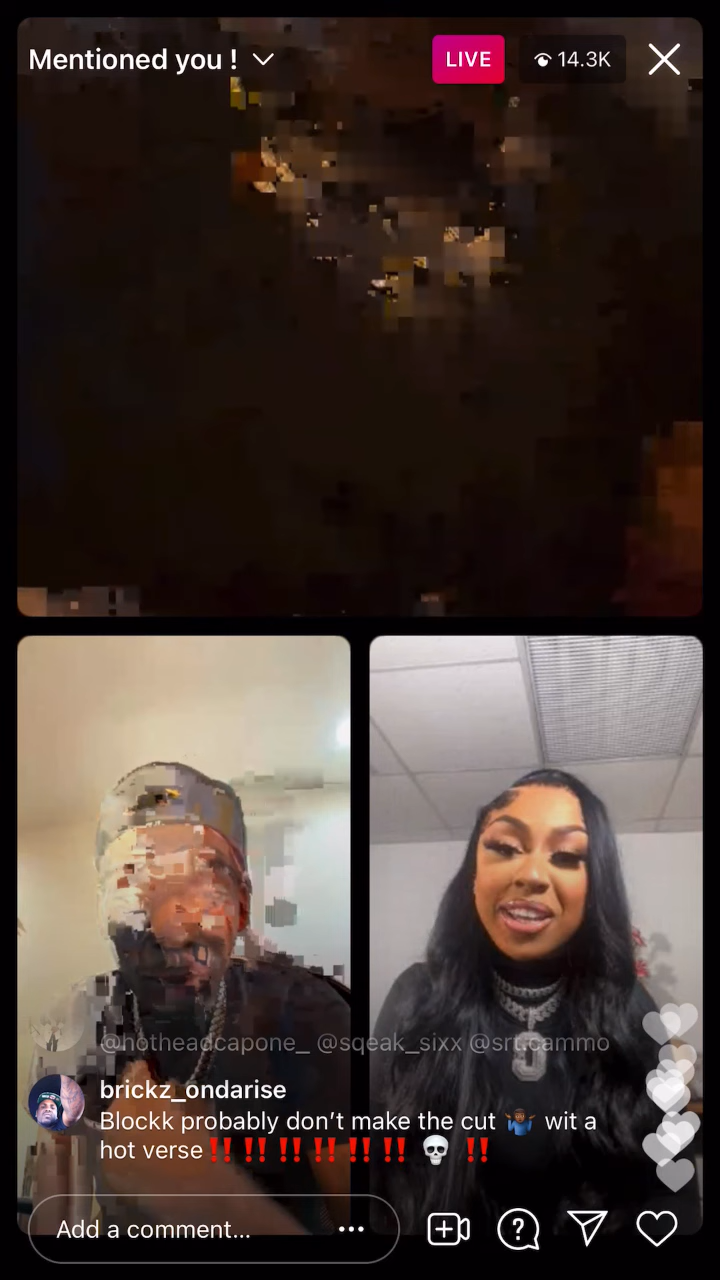 Mentioned you !
LIVE
14.3K
@hotheadcapone_ @sqeak_sixx @srt.cammo
brickz_ondarise
Blockk probably don't make the cut 🤷🏾‍♂️ wit a
hot verse‼️‼️‼️‼️‼️‼️ 💀 ‼️
Add a comment...